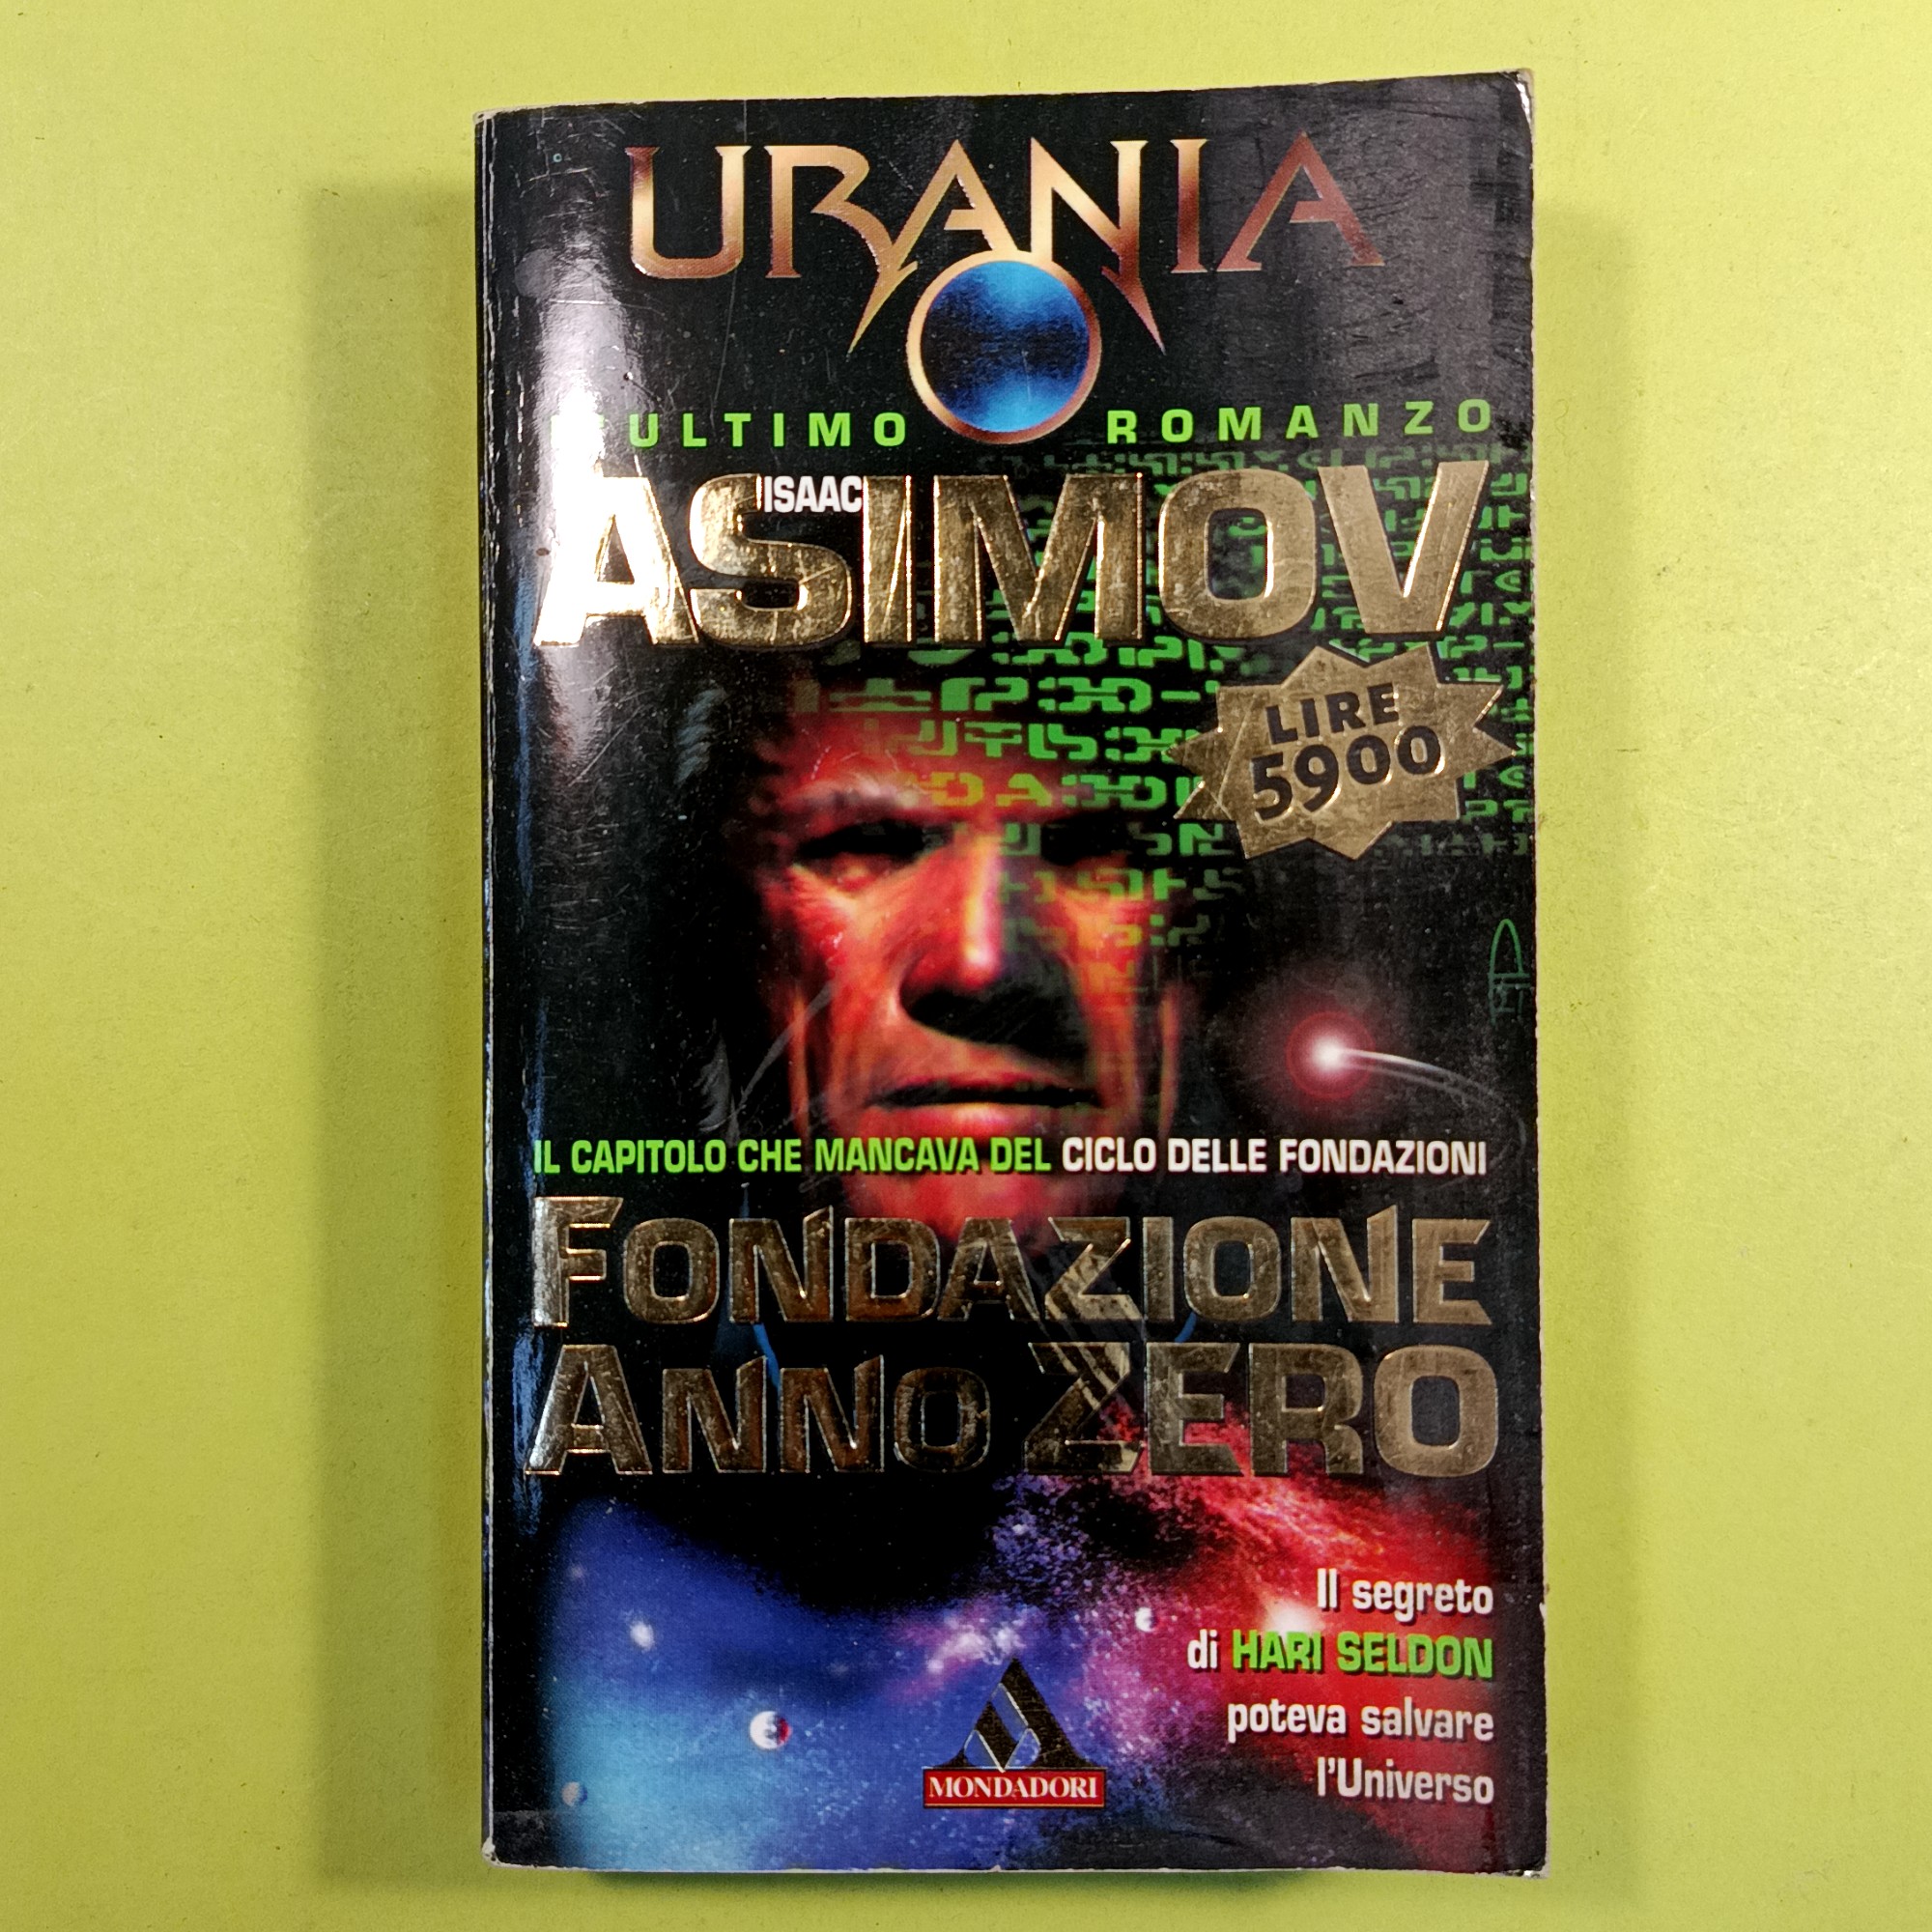 URANIA
L'ULTIMO ROMANZO
ISAAC
ASIMOV
LIRE
5900
IL CAPITOLO CHE MANCAVA DEL CICLO DELLE FONDAZIONI
FONDAZIONE
ANNO ZERO
Il segreto
di HARI SELDON
poteva salvare
l'Universo
MONDADORI